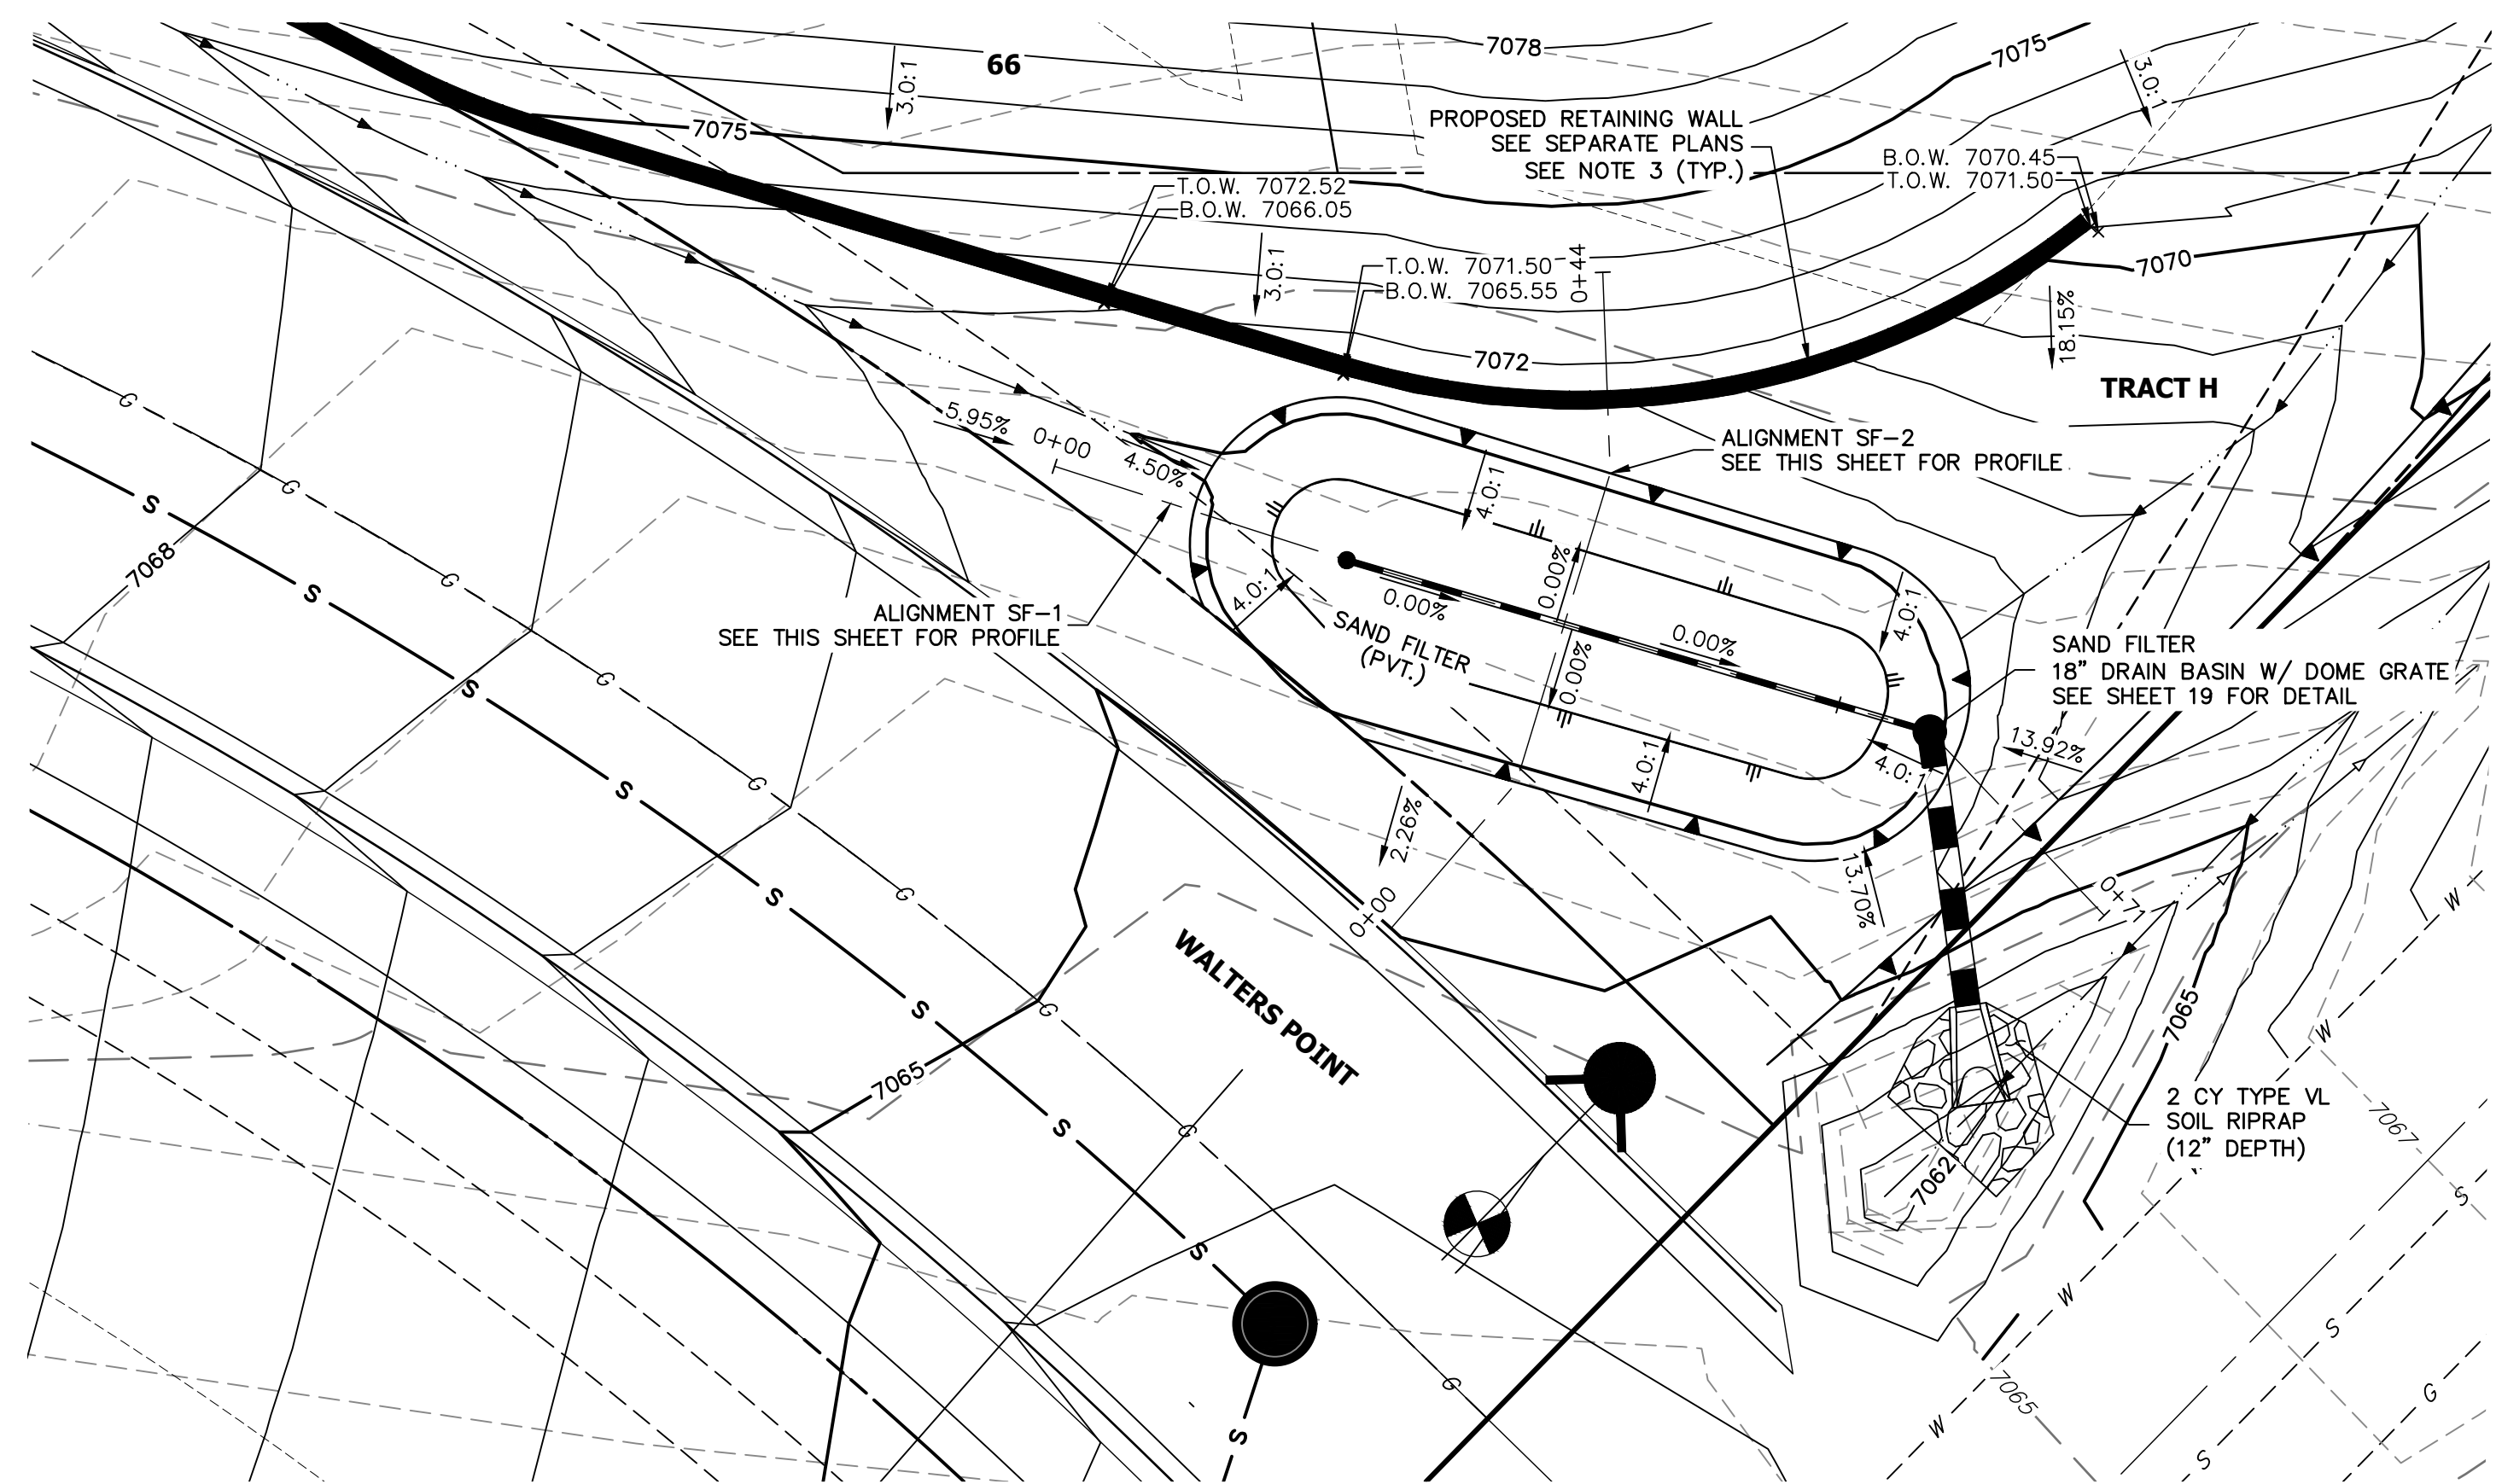 66
7078
7075
3.0:1
3.0:1
7075
PROPOSED RETAINING WALL
SEE SEPARATE PLANS
SEE NOTE 3 (TYP.)
B.O.W. 7070.45
T.O.W. 7071.50
T.O.W. 7072.52
B.O.W. 7066.05
T.O.W. 7071.50
B.O.W. 7065.55
0+44
3.0:1
7070
18.15%
7072
TRACT H
G
5.95%
0+00
4.50%
ALIGNMENT SF-2
SEE THIS SHEET FOR PROFILE
4.0:1
G
S
7068
G
S
0.00%
4.0:1
0.00%
4.0:1
ALIGNMENT SF-1
SEE THIS SHEET FOR PROFILE
SAND FILTER
(PVT.)
0.00%
0.00%
SAND FILTER
18" DRAIN BASIN W/ DOME GRATE
SEE SHEET 19 FOR DETAIL
G
S
4.0:1
4.0:1
13.92%
G
S
2.26%
13.70%
G
S
0+00
0+71
W
WALTERS POINT
G
S
7065
W
7065
G
S
7062
2 CY TYPE VL
SOIL RIPRAP
(12" DEPTH)
7067
S
S
W
S
G
7065
G
W
S
S